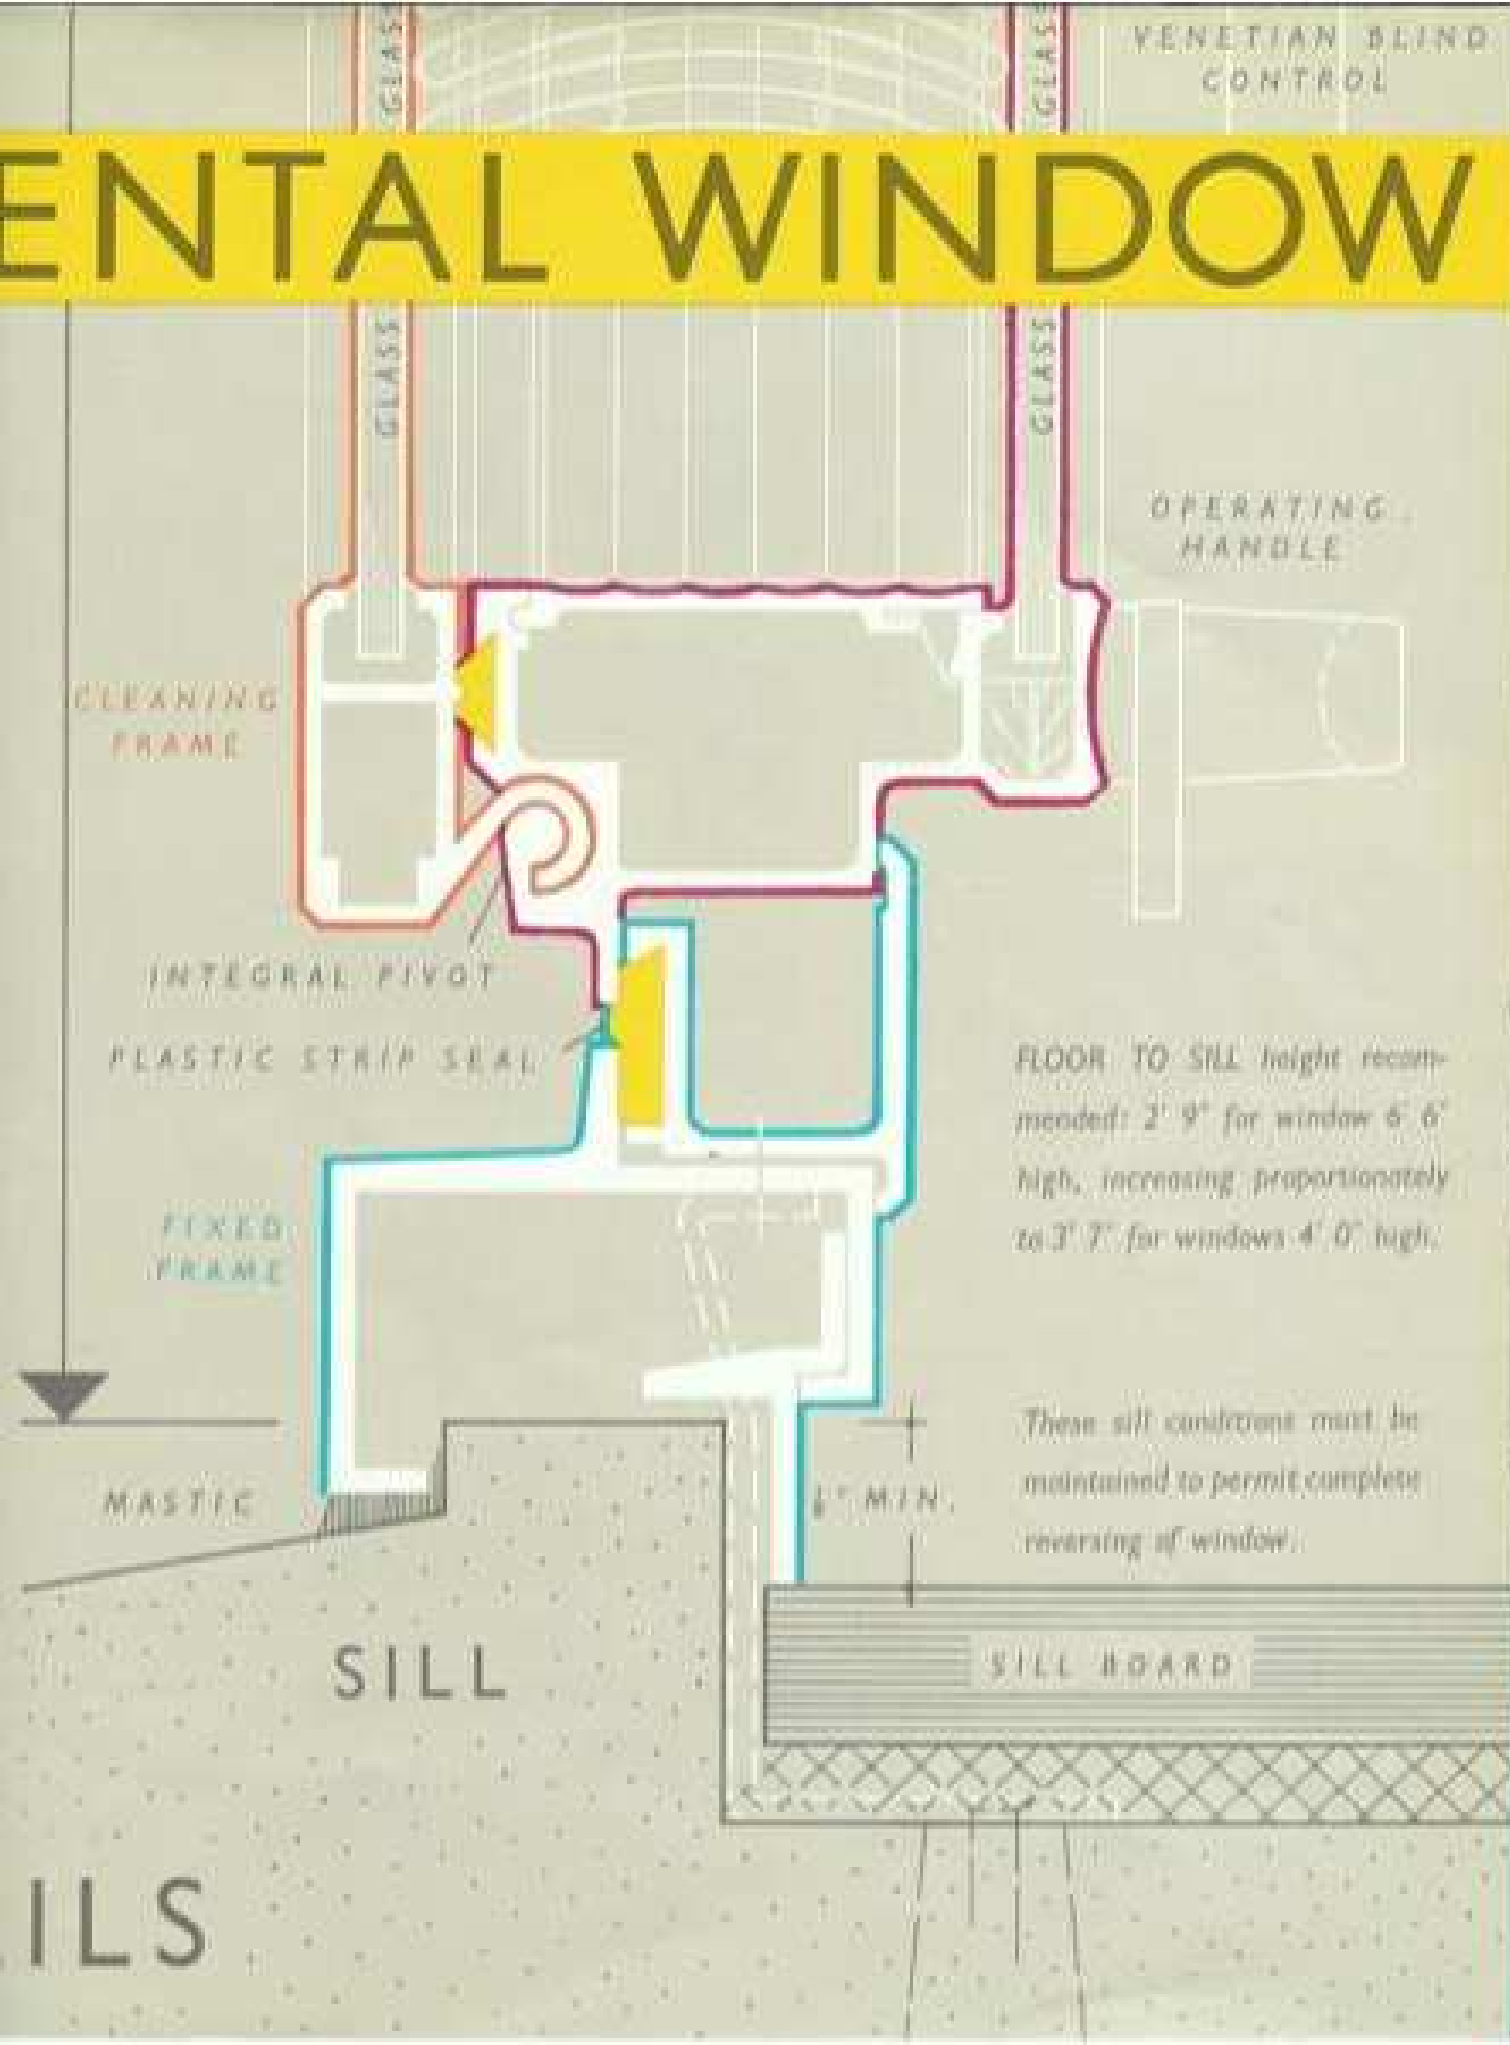 VENETIAN BLIND
CONTROL
GLASS
GLASS
ENTAL WINDOW
GLASS
GLASS
OPERATING
HANDLE
CLEANING
FRAME
INTEGRAL PIVOT
PLASTIC STRIP SEAL
FLOOR TO SILL height recom-
mended: 2' 9" for window 6' 6"
high, increasing proportionately
to 3' 7" for windows 4' 0" high.
FIXED
FRAME
These sill conditions must be
maintained to permit complete
reversing of window.
MASTIC
MIN.
SILL
SILL BOARD
ILS